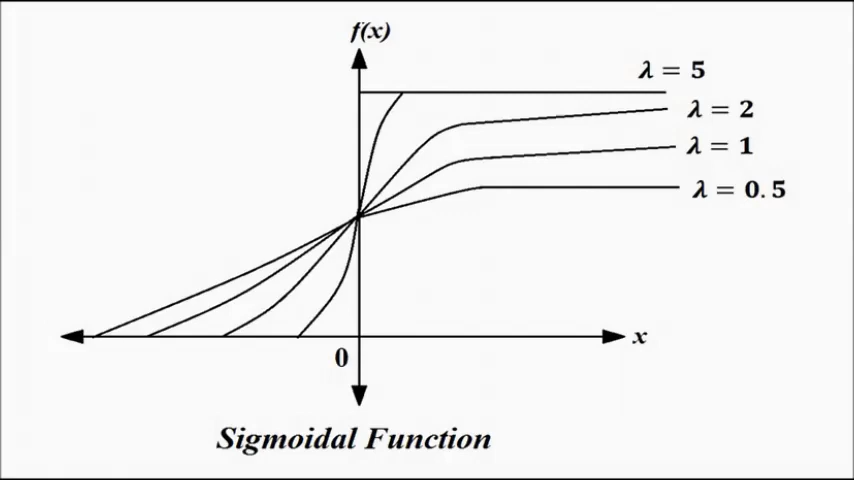 f(x)
λ = 5
λ = 2
λ = 1
λ = 0.5
x
0
Sigmoidal Function